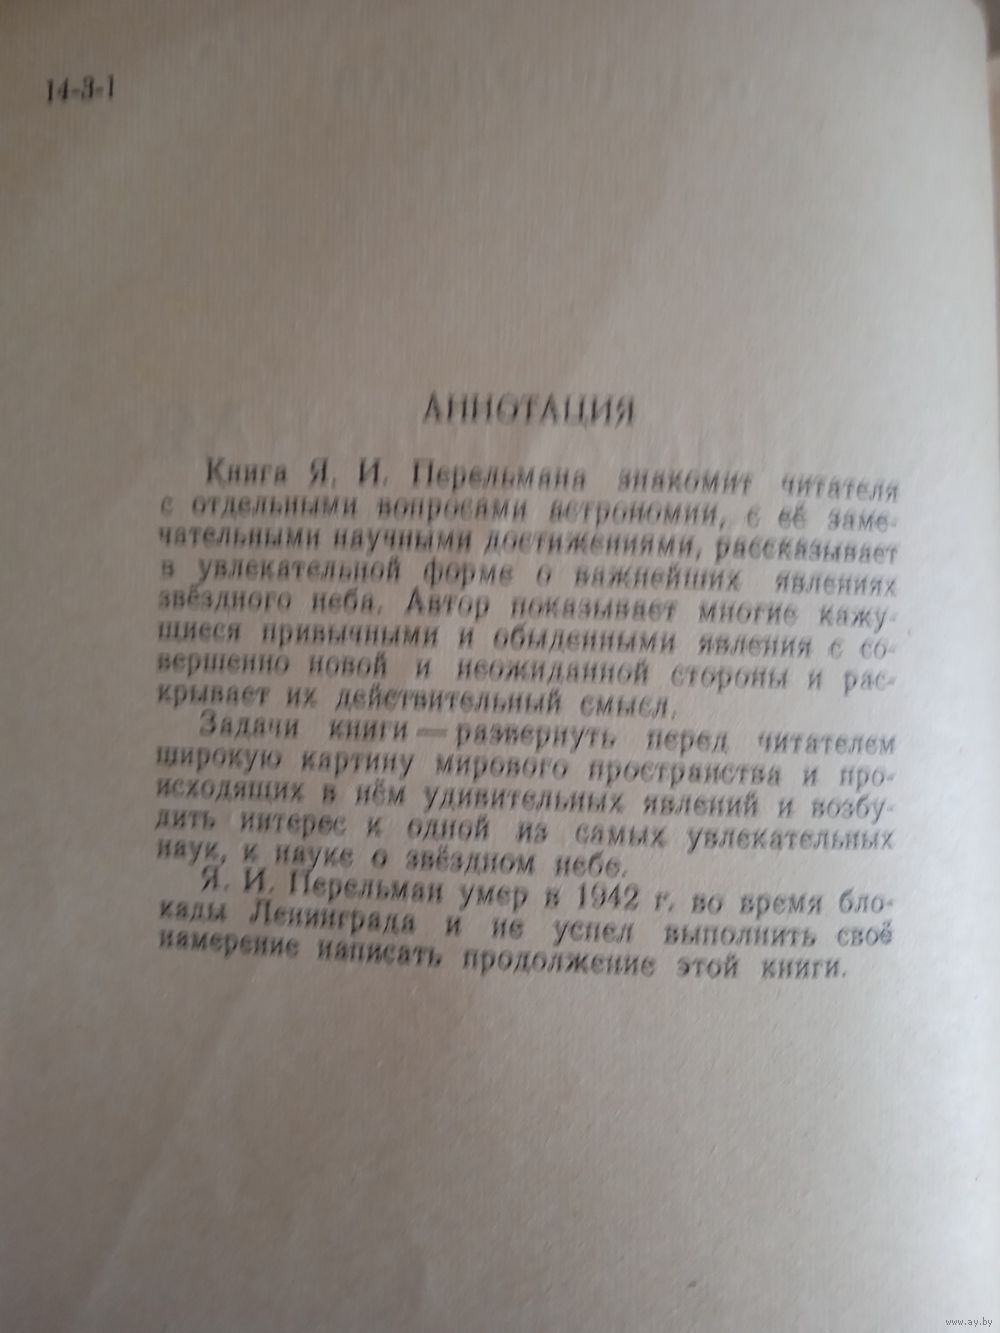 14-3-1
АННОТАЦИЯ
Книга Я. И. Перельмана знакомит читателя
с отдельными вопросами астрономии, с её заме-
чательными научными достижениями, рассказывает
в увлекательной форме о важнейших явлениях
звёздного неба. Автор показывает многие кажу-
щиеся привычными и обыденными явления с со-
вершенно новой и неожиданной стороны и рас-
крывает их действительный смысл.
Задачи книги — развернуть перед читателем
широкую картину мирового пространства и про-
исходящих в нём удивительных явлений и возбу-
дить интерес к одной из самых увлекательных
наук, к науке о звёздном небе.
Я. И. Перельман умер в 1942 г. во время бло-
кады Ленинграда и не успел выполнить своё
намерение написать продолжение этой книги.
www.ay.by